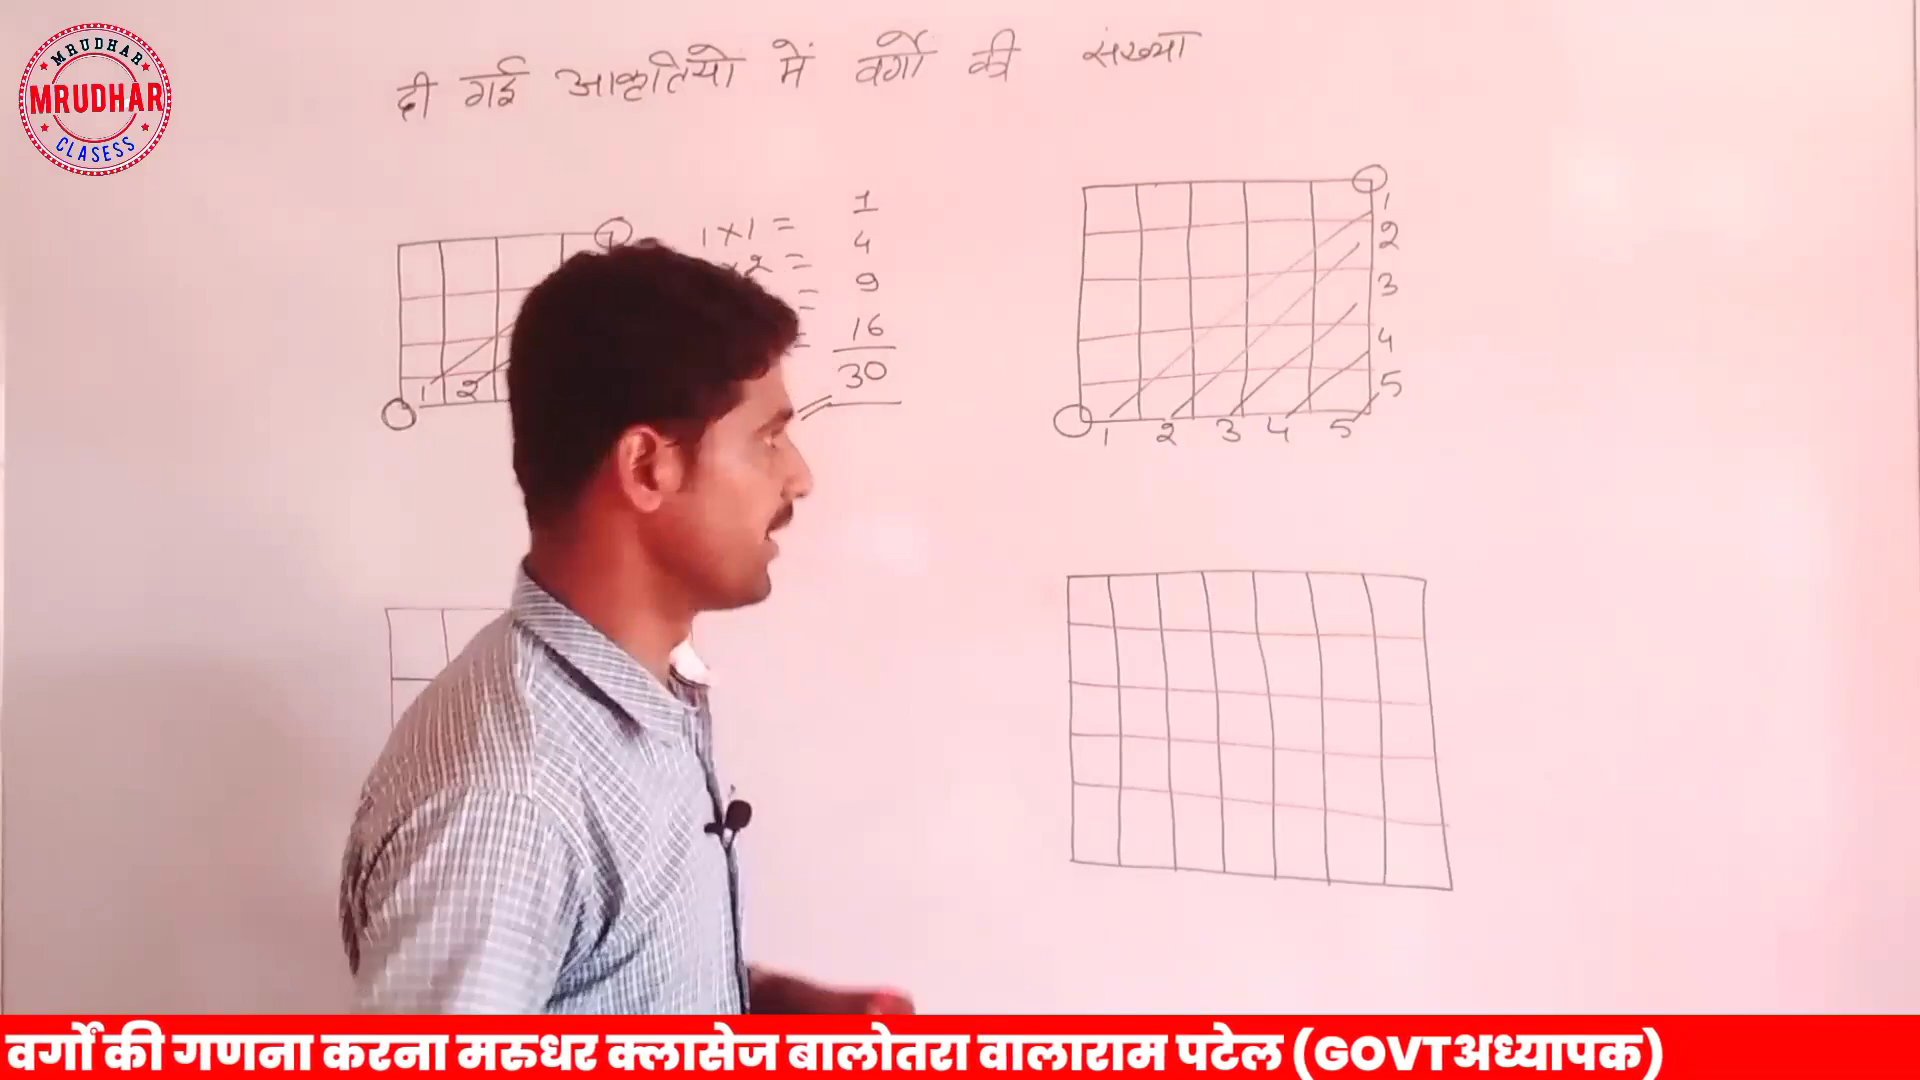 MRUDHAR
MRUDHAR
CLASESS
दी गई आकृतियो में वर्गो की संख्या
1×1 = 1
2 = 4
= 9
= 16
30
1 2
1
2
3
4
5
1 2 3 4 5
वर्गों की गणना करना मरुधर क्लासेज बालोतरा वालाराम पटेल (GOVTअध्यापक)